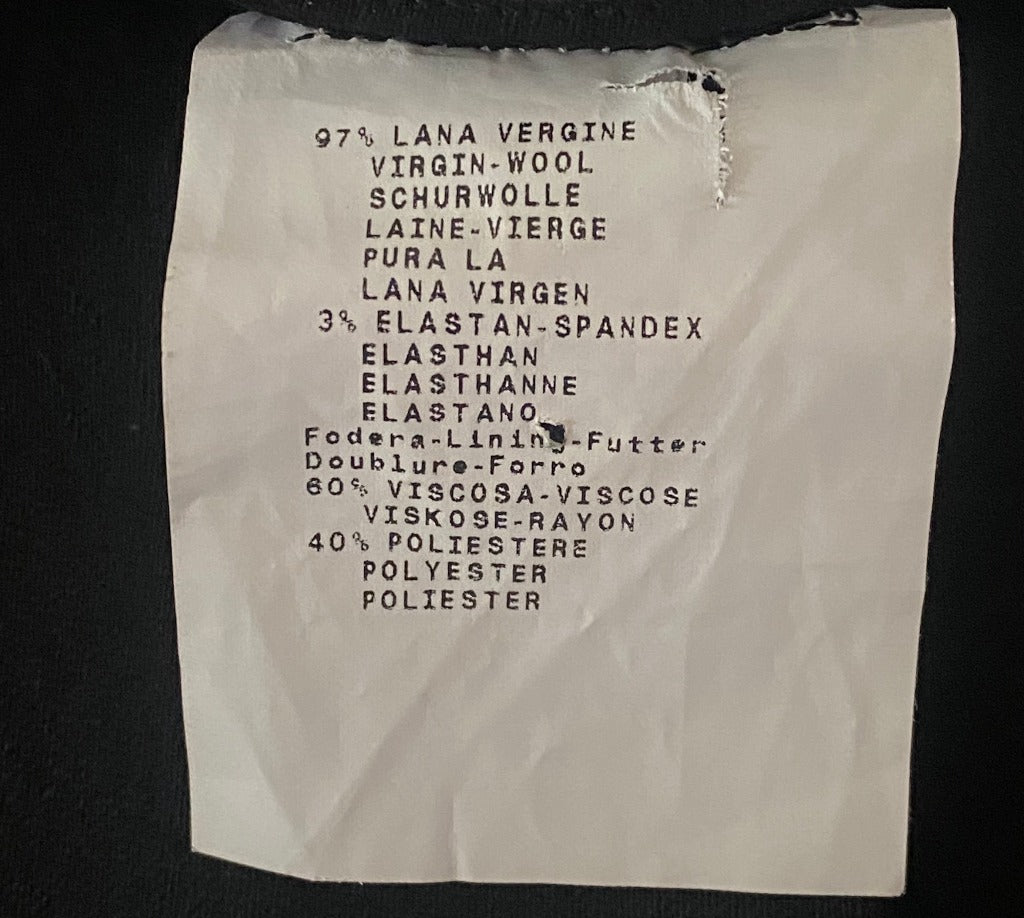 97% LANA VERGINE
VIRGIN-WOOL
SCHURWOLLE
LAINE-VIERGE
PURA LA
LANA VIRGEN
3% ELASTAN-SPANDEX
ELASTHAN
ELASTHANNE
ELASTANO
Fodera-Lining-Futter
Doublure-Forro
60% VISCOSA-VISCOSE
VISKOSE-RAYON
40% POLIESTERE
POLYESTER
POLIESTER